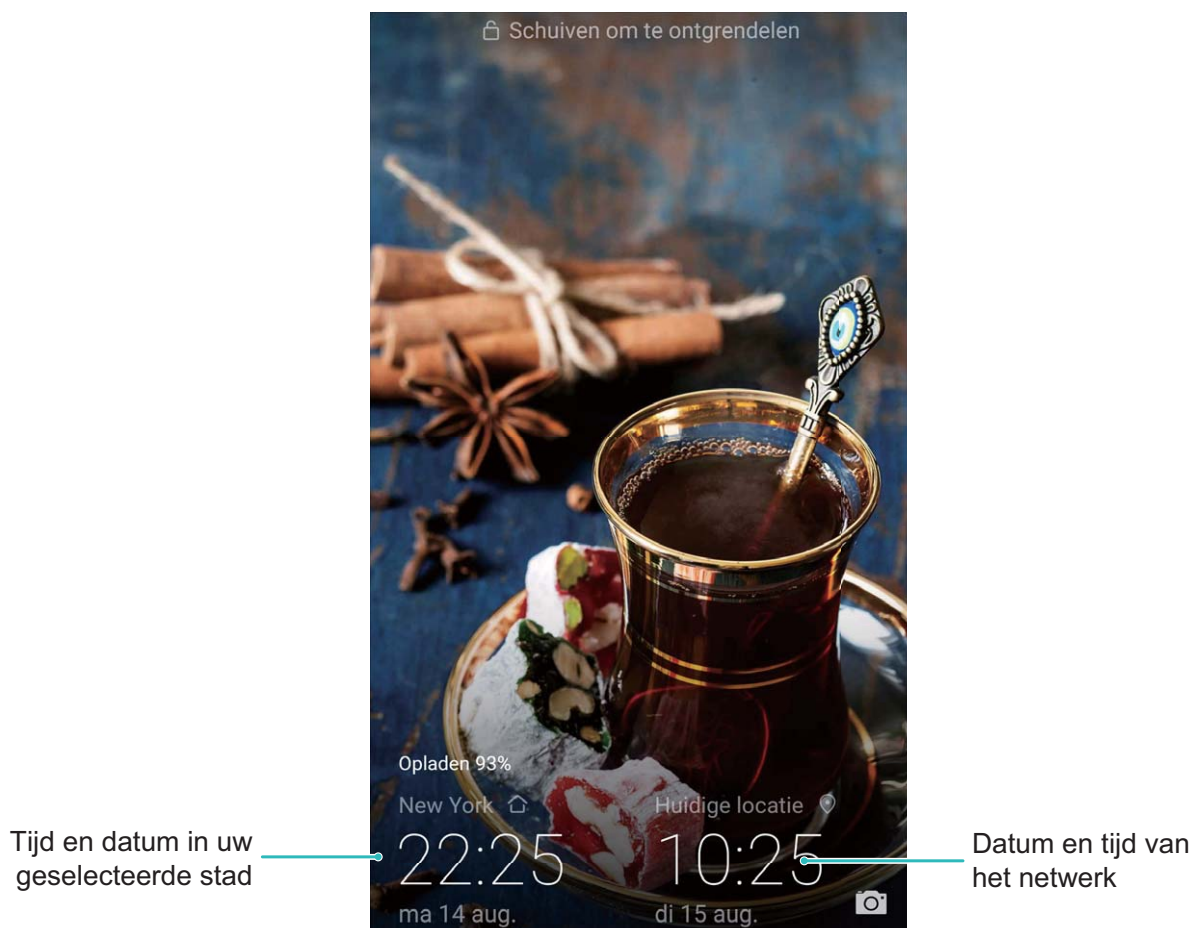 Schuiven om te ontgrendelen
Opladen 93%
New York
Huidige locatie
22:25
10:25
ma 14 aug.
di 15 aug.
Tijd en datum in uw
geselecteerde stad
Datum en tijd van
het netwerk